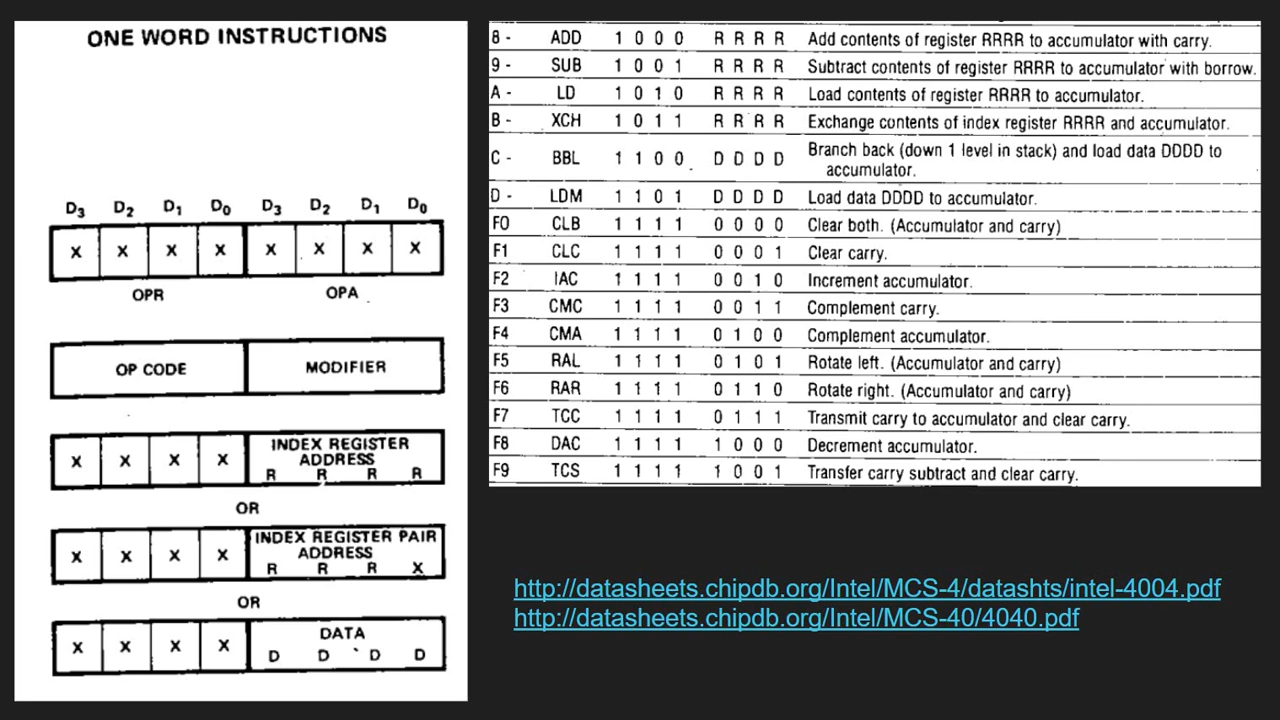 ONE WORD INSTRUCTIONS
D3 D2 D1 D0 D3 D2 D1 D0
X X X X X X X X
OPR OPA
OP CODE MODIFIER
X X X X INDEX REGISTER
ADDRESS
R R R R
OR
X X X X INDEX REGISTER PAIR
ADDRESS
R R R X
OR
X X X X DATA
D D D D
8 - ADD 1 0 0 0 R R R R Add contents of register RRRR to accumulator with carry.
9 - SUB 1 0 0 1 R R R R Subtract contents of register RRRR to accumulator with borrow.
A - LD 1 0 1 0 R R R R Load contents of register RRRR to accumulator.
B - XCH 1 0 1 1 R R R R Exchange contents of index register RRRR and accumulator.
C - BBL 1 1 0 0 D D D D Branch back (down 1 level in stack) and load data DDDD to
accumulator.
D - LDM 1 1 0 1 D D D D Load data DDDD to accumulator.
F0 CLB 1 1 1 1 0 0 0 0 Clear both. (Accumulator and carry)
F1 CLC 1 1 1 1 0 0 0 1 Clear carry.
F2 IAC 1 1 1 1 0 0 1 0 Increment accumulator.
F3 CMC 1 1 1 1 0 0 1 1 Complement carry.
F4 CMA 1 1 1 1 0 1 0 0 Complement accumulator.
F5 RAL 1 1 1 1 0 1 0 1 Rotate left. (Accumulator and carry)
F6 RAR 1 1 1 1 0 1 1 0 Rotate right. (Accumulator and carry)
F7 TCC 1 1 1 1 0 1 1 1 Transmit carry to accumulator and clear carry.
F8 DAC 1 1 1 1 1 0 0 0 Decrement accumulator.
F9 TCS 1 1 1 1 1 0 0 1 Transfer carry subtract and clear carry.
http://datasheets.chipdb.org/Intel/MCS-4/datashts/intel-4004.pdf
http://datasheets.chipdb.org/Intel/MCS-40/4040.pdf